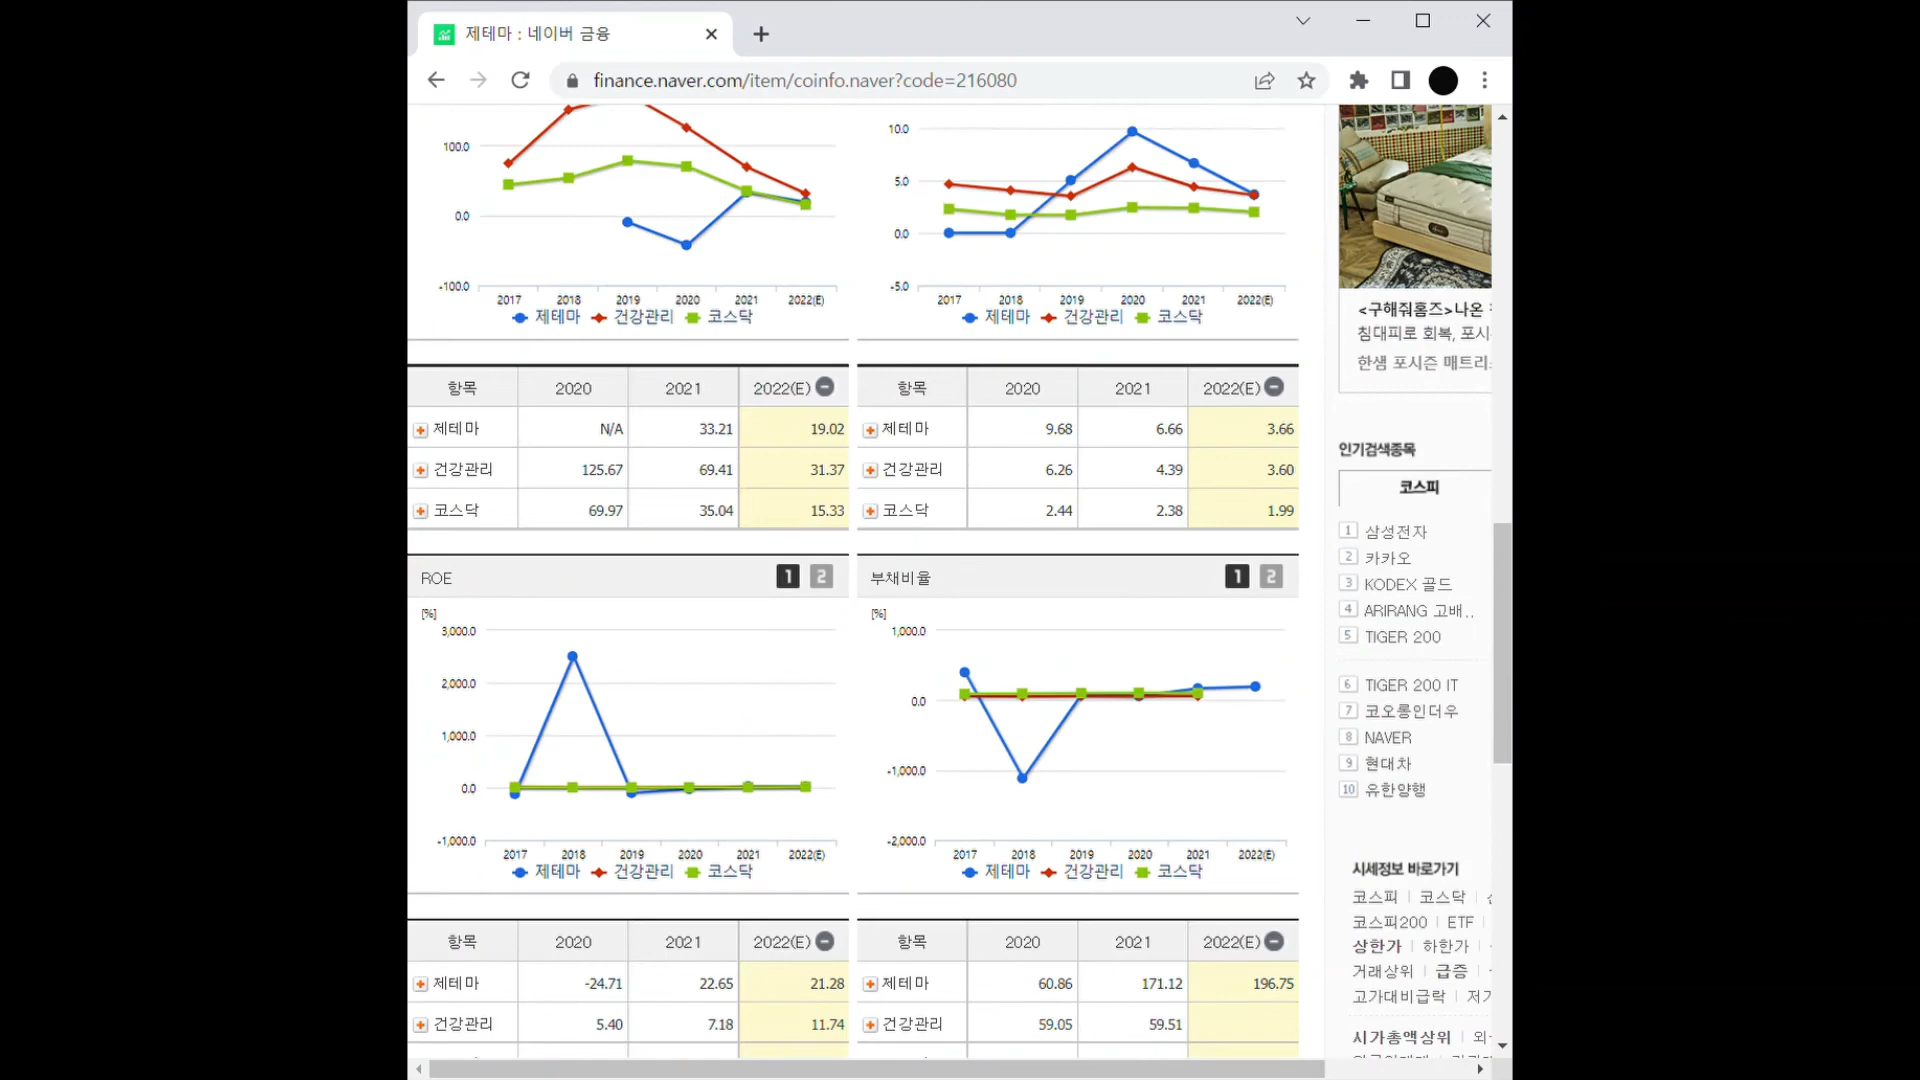 제테마 : 네이버 금융
finance.naver.com/item/coinfo.naver?code=216080
100.0
0.0
-100.0
2017 2018 2019 2020 2021 2022(E)
제테마 건강관리 코스닥
10.0
5.0
0.0
-5.0
2017 2018 2019 2020 2021 2022(E)
제테마 건강관리 코스닥
항목 2020 2021 2022(E)
제테마 N/A 33.21 19.02
건강관리 125.67 69.41 31.37
코스닥 69.97 35.04 15.33
항목 2020 2021 2022(E)
제테마 9.68 6.66 3.66
건강관리 6.26 4.39 3.60
코스닥 2.44 2.38 1.99
ROE 1 2
[%]
3,000.0
2,000.0
1,000.0
0.0
-1,000.0
2017 2018 2019 2020 2021 2022(E)
제테마 건강관리 코스닥
부채비율 1 2
[%]
1,000.0
0.0
-1,000.0
-2,000.0
2017 2018 2019 2020 2021 2022(E)
제테마 건강관리 코스닥
항목 2020 2021 2022(E)
제테마 -24.71 22.65 21.28
건강관리 5.40 7.18 11.74
항목 2020 2021 2022(E)
제테마 60.86 171.12 196.75
건강관리 59.05 59.51
<구해줘홈즈>나온
침대피로 회복, 포시
한샘 포시즌 매트리
인기검색종목
코스피
1 삼성전자
2 카카오
3 KODEX 골드
4 ARIRANG 고배..
5 TIGER 200
6 TIGER 200 IT
7 코오롱인더우
8 NAVER
9 현대차
10 유한양행
시세정보 바로가기
코스피 | 코스닥 |
코스피200 | ETF
상한가 | 하한가 |
거래상위 | 급증 |
고가대비급락 | 저가
시가총액상위 | 외